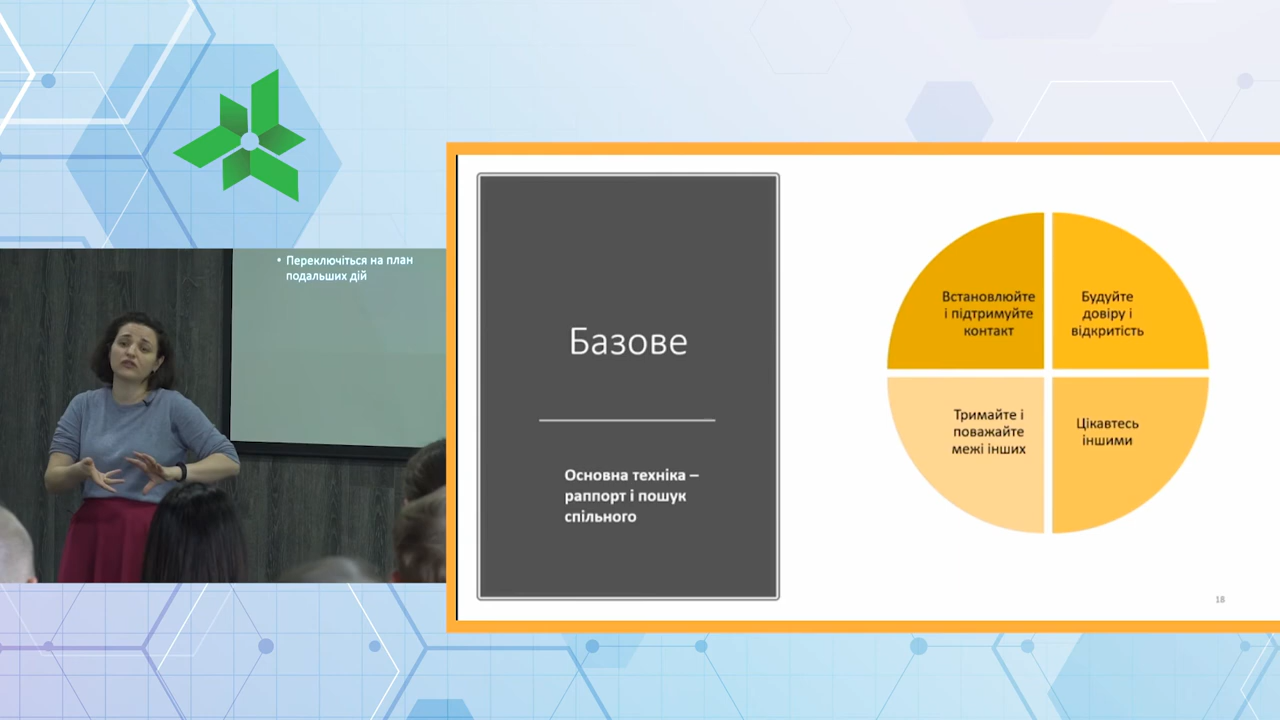 • Переключіться на план
подальших дій
Базове
Основна техніка –
раппорт і пошук
спільного
Встановлюйте
і підтримуйте
контакт
Будуйте
довіру і
відкритість
Тримайте і
поважайте
межі інших
Цікавтесь
іншими
18